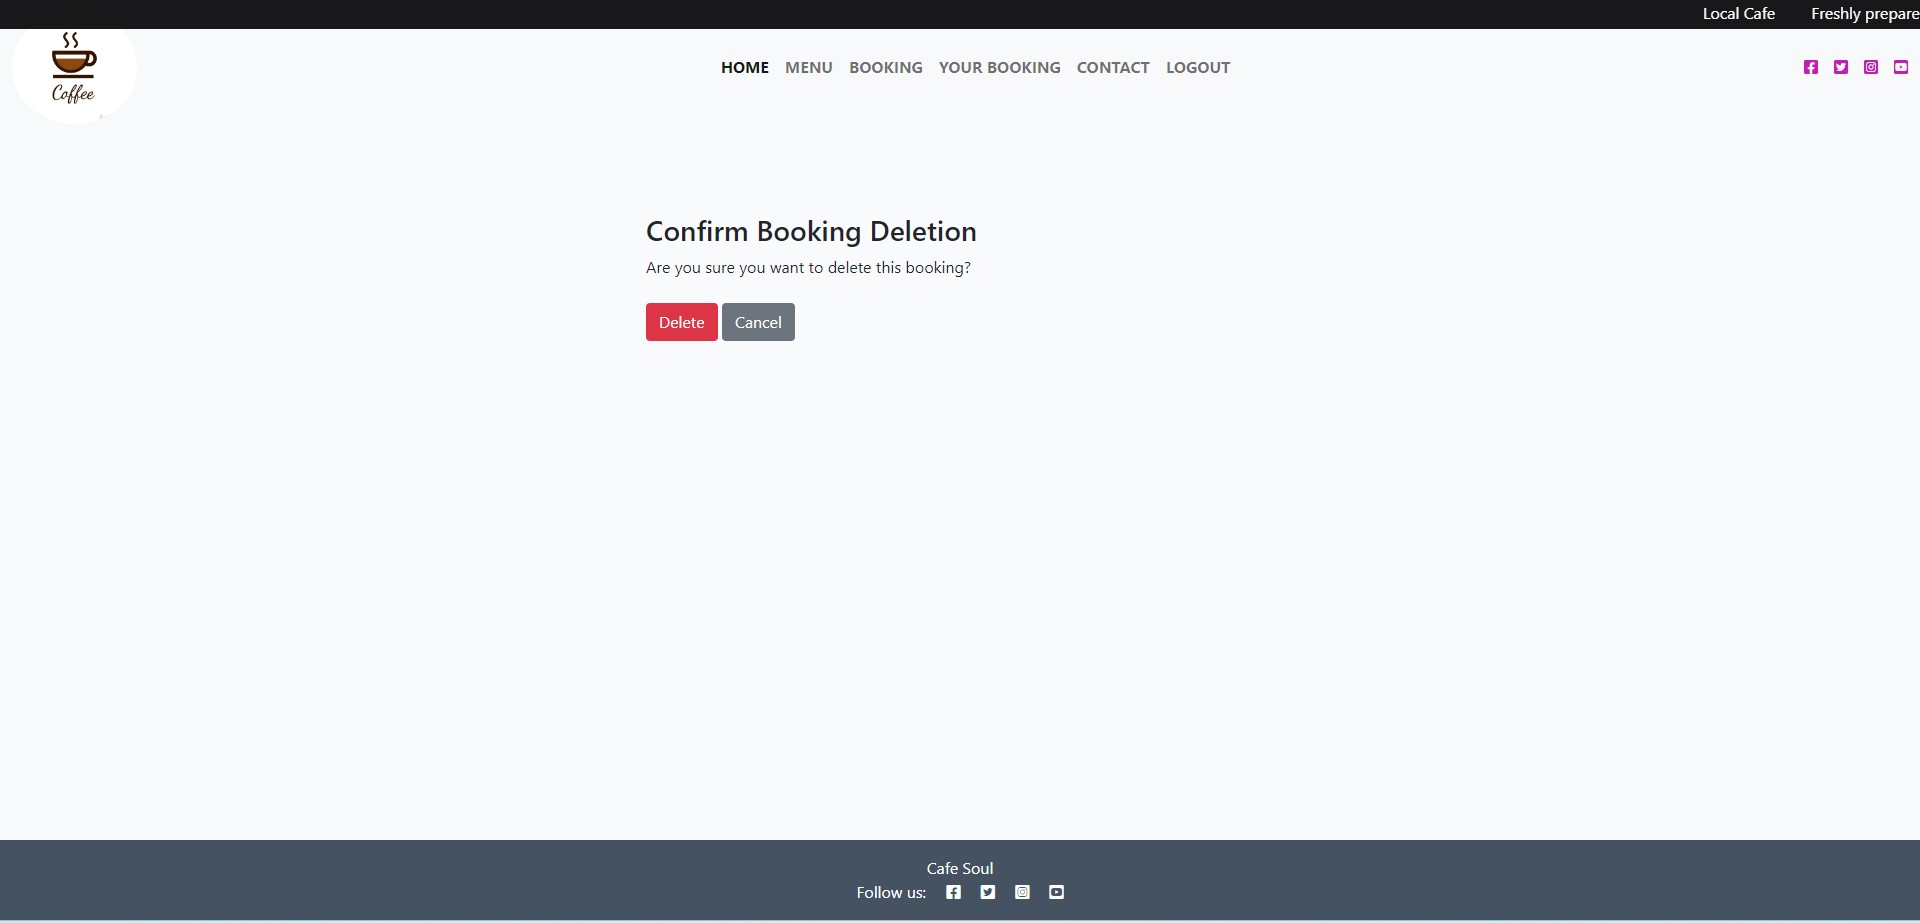 Local Cafe Freshly prepare
Coffee
HOME MENU BOOKING YOUR BOOKING CONTACT LOGOUT
Confirm Booking Deletion
Are you sure you want to delete this booking?
Delete Cancel
Cafe Soul
Follow us: